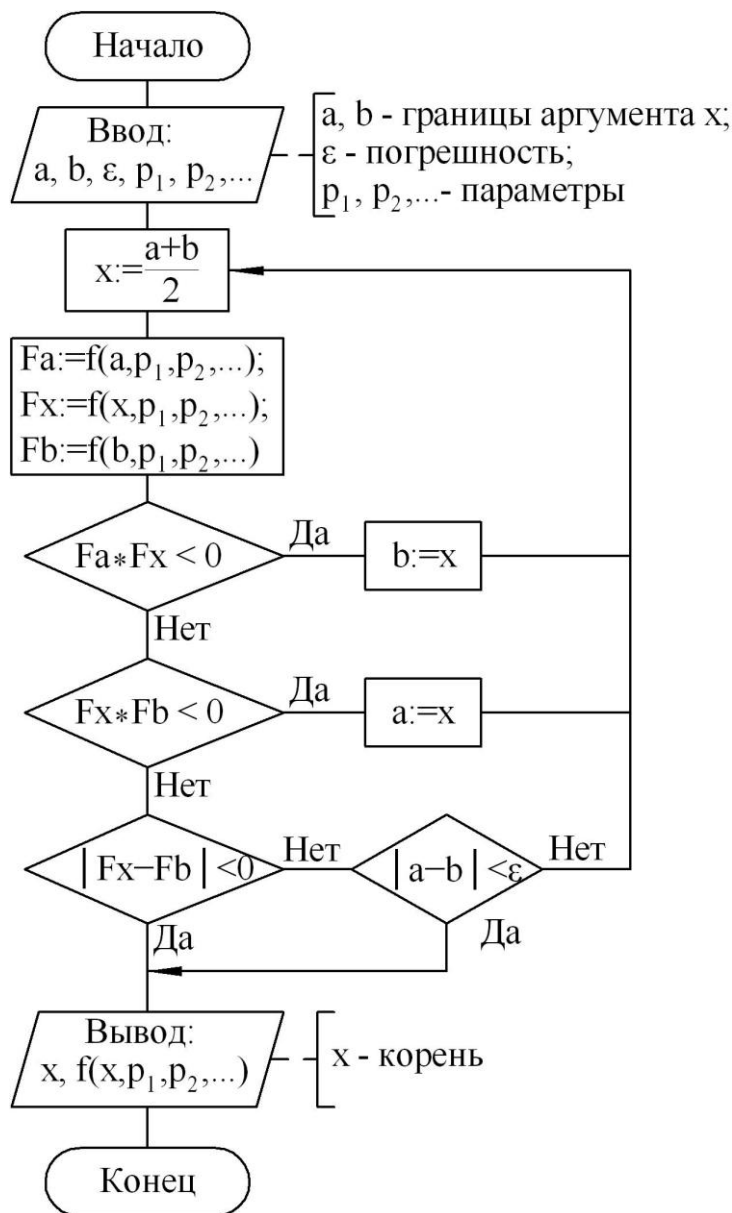 Начало
Ввод:
a, b, ε, p₁, p₂,...
a, b - границы аргумента x;
ε - погрешность;
p₁, p₂,...- параметры
x:=a+b
2
Fa:=f(a,p₁,p₂,...);
Fx:=f(x,p₁,p₂,...);
Fb:=f(b,p₁,p₂,...)
Fa*Fx < 0
Да
b:=x
Нет
Fx*Fb < 0
Да
a:=x
Нет
| Fx−Fb | <0
Нет
| a−b | <ε
Нет
Да
Да
Вывод:
x, f(x,p₁,p₂,...)
x - корень
Конец